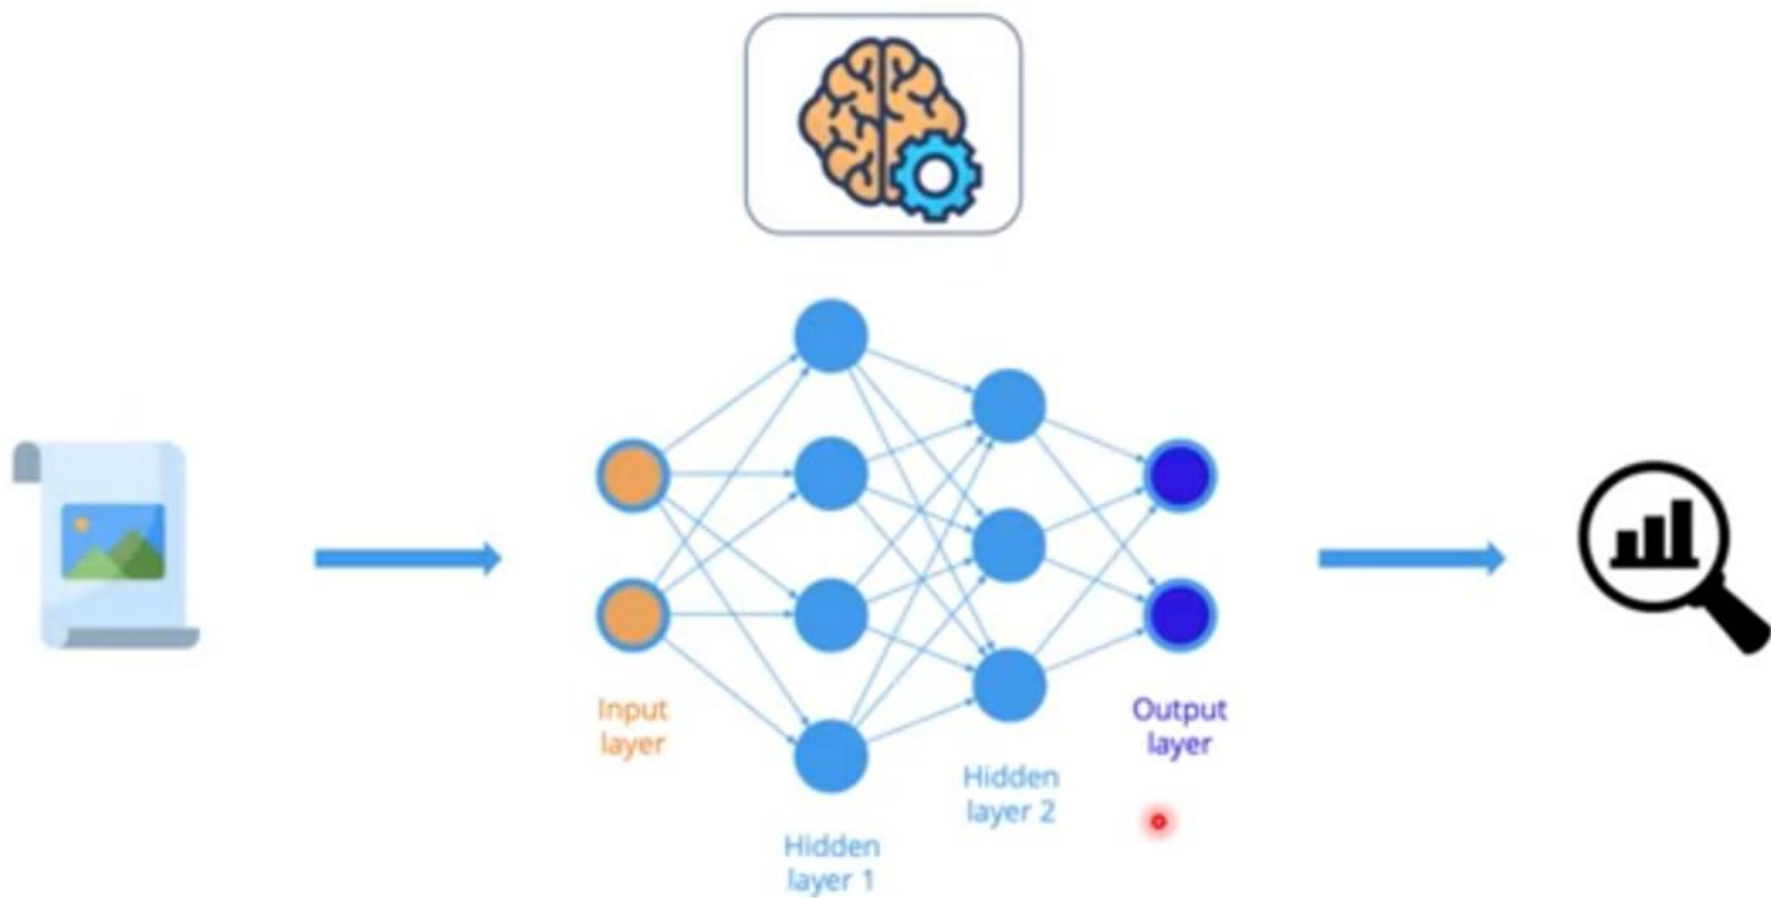 Input
layer
Hidden
layer 1
Hidden
layer 2
Output
layer